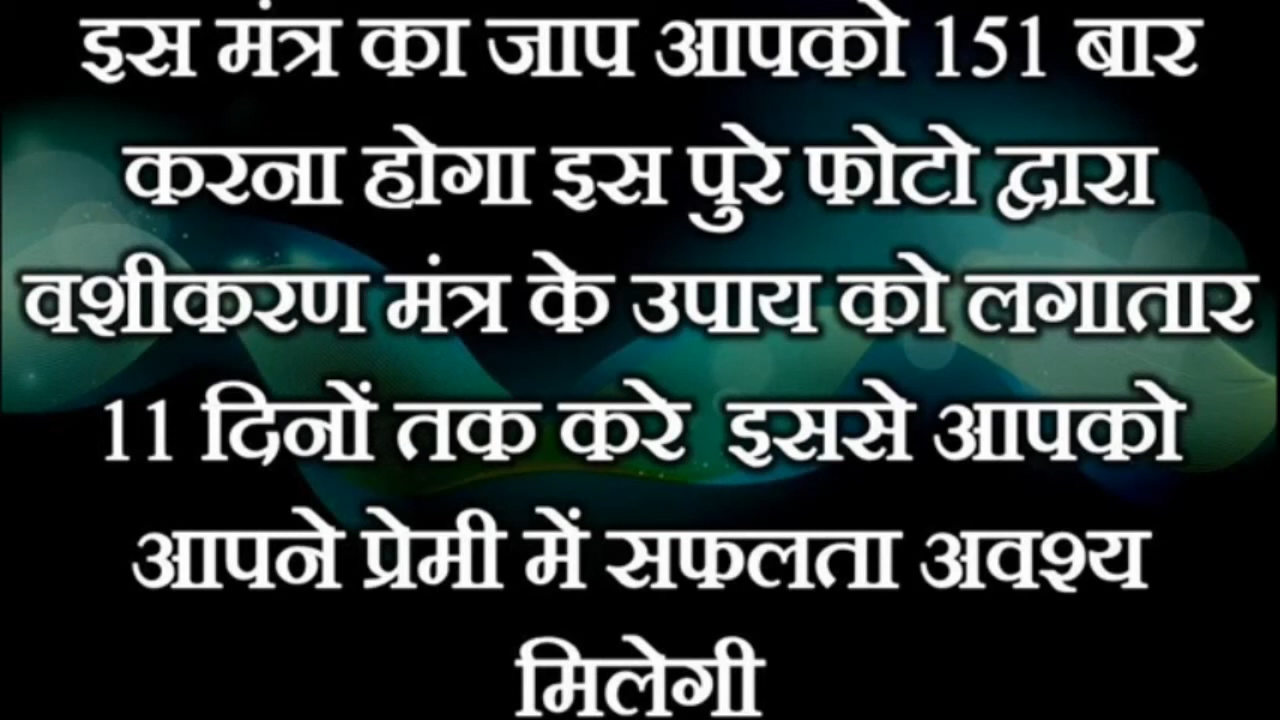 इस मंत्र का जाप आपको 151 बार
करना होगा इस पुरे फोटो द्वारा
वशीकरण मंत्र के उपाय को लगातार
11 दिनों तक करे इससे आपको
आपने प्रेमी में सफलता अवश्य
मिलेगी